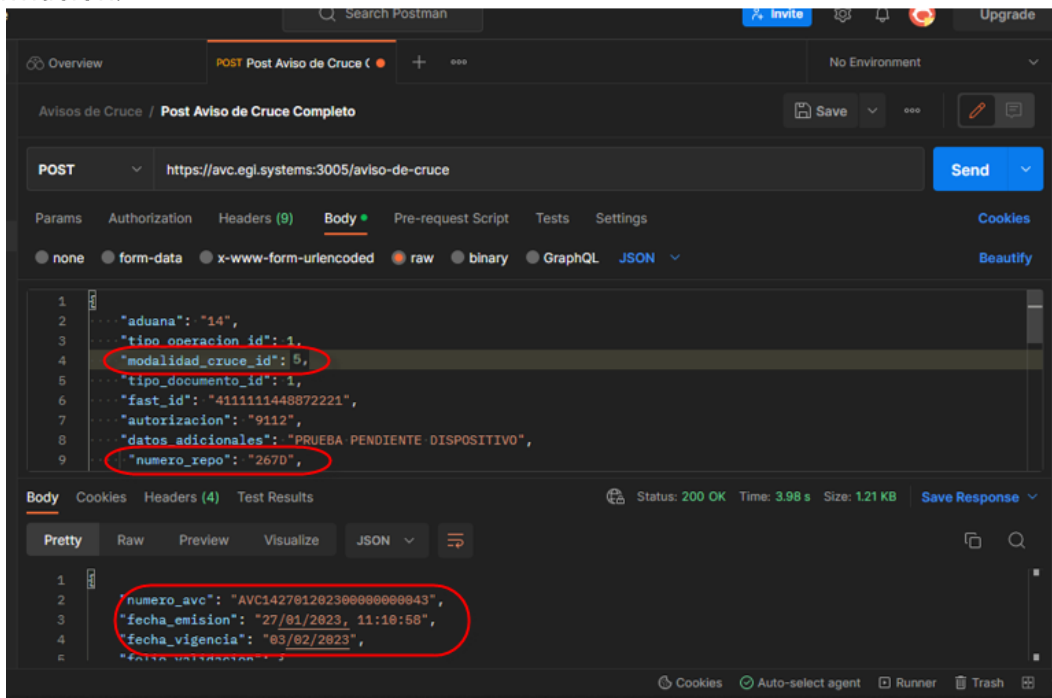 Search Postman
Invite
Upgrade
Overview
POST Post Aviso de Cruce (
No Environment
Avisos de Cruce / Post Aviso de Cruce Completo
Save
POST
https://avc.egl.systems:3005/aviso-de-cruce
Send
Params Authorization Headers (9) Body Pre-request Script Tests Settings Cookies
none form-data x-www-form-urlencoded raw binary GraphQL JSON Beautify
1 {
2 "aduana": "14",
3 "tipo_operacion_id": 1,
4 "modalidad_cruce_id": 5,
5 "tipo_documento_id": 1,
6 "fast_id": "4111111448872221",
7 "autorizacion": "9112",
8 "datos_adicionales": "PRUEBA PENDIENTE DISPOSITIVO",
9 "numero_repo": "267D",
Body Cookies Headers (4) Test Results Status: 200 OK Time: 3.98 s Size: 1.21 KB Save Response
Pretty Raw Preview Visualize JSON
1 {
2 "numero_avc": "AVC14270120230000000043",
3 "fecha_emision": "27/01/2023, 11:10:58",
4 "fecha_vigencia": "03/02/2023",
5 "folio_validacion": {
Cookies Auto-select agent Runner Trash